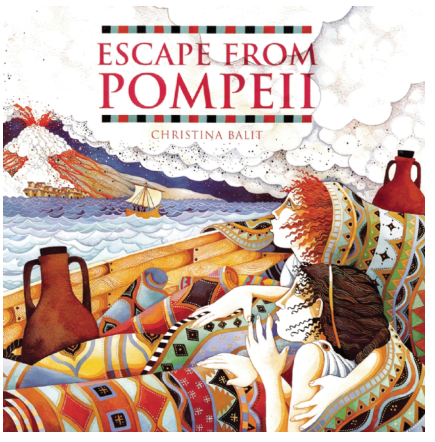 ESCAPE FROM
POMPEII
CHRISTINA BALIT